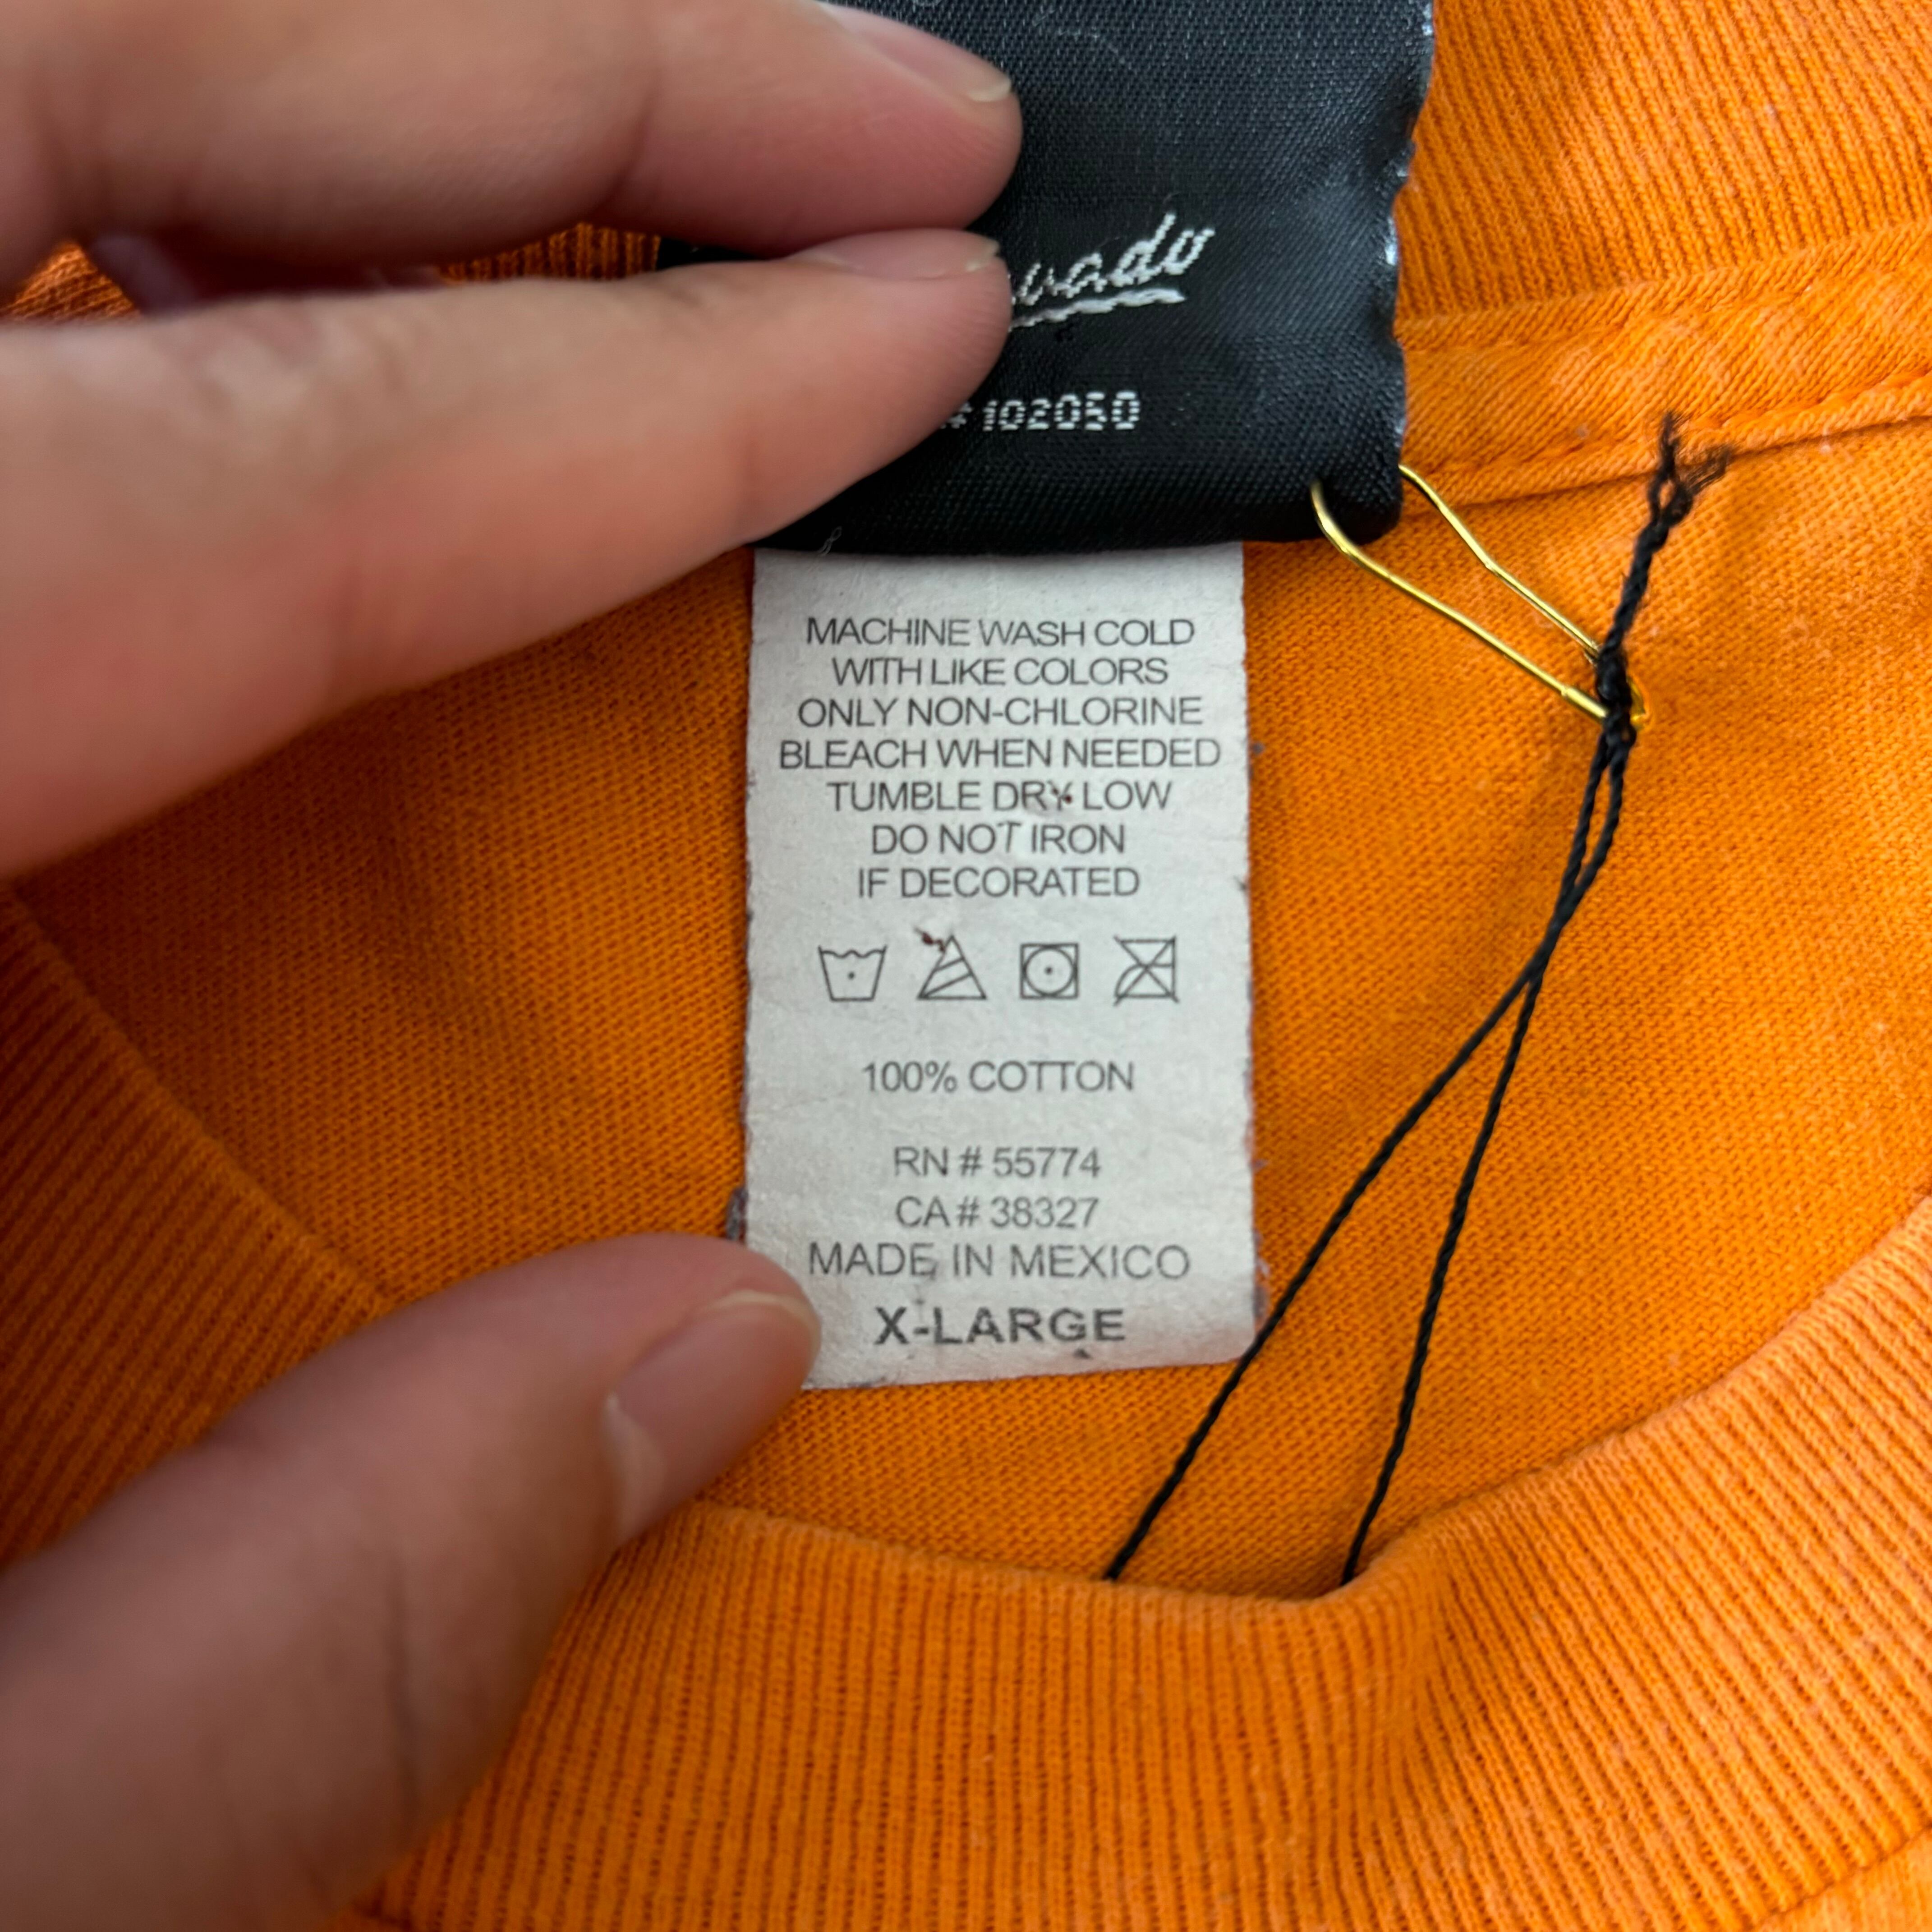 # 102050
MACHINE WASH COLD
WITH LIKE COLORS
ONLY NON-CHLORINE
BLEACH WHEN NEEDED
TUMBLE DRY LOW
DO NOT IRON
IF DECORATED
100% COTTON
RN # 55774
CA # 38327
MADE IN MEXICO
X-LARGE